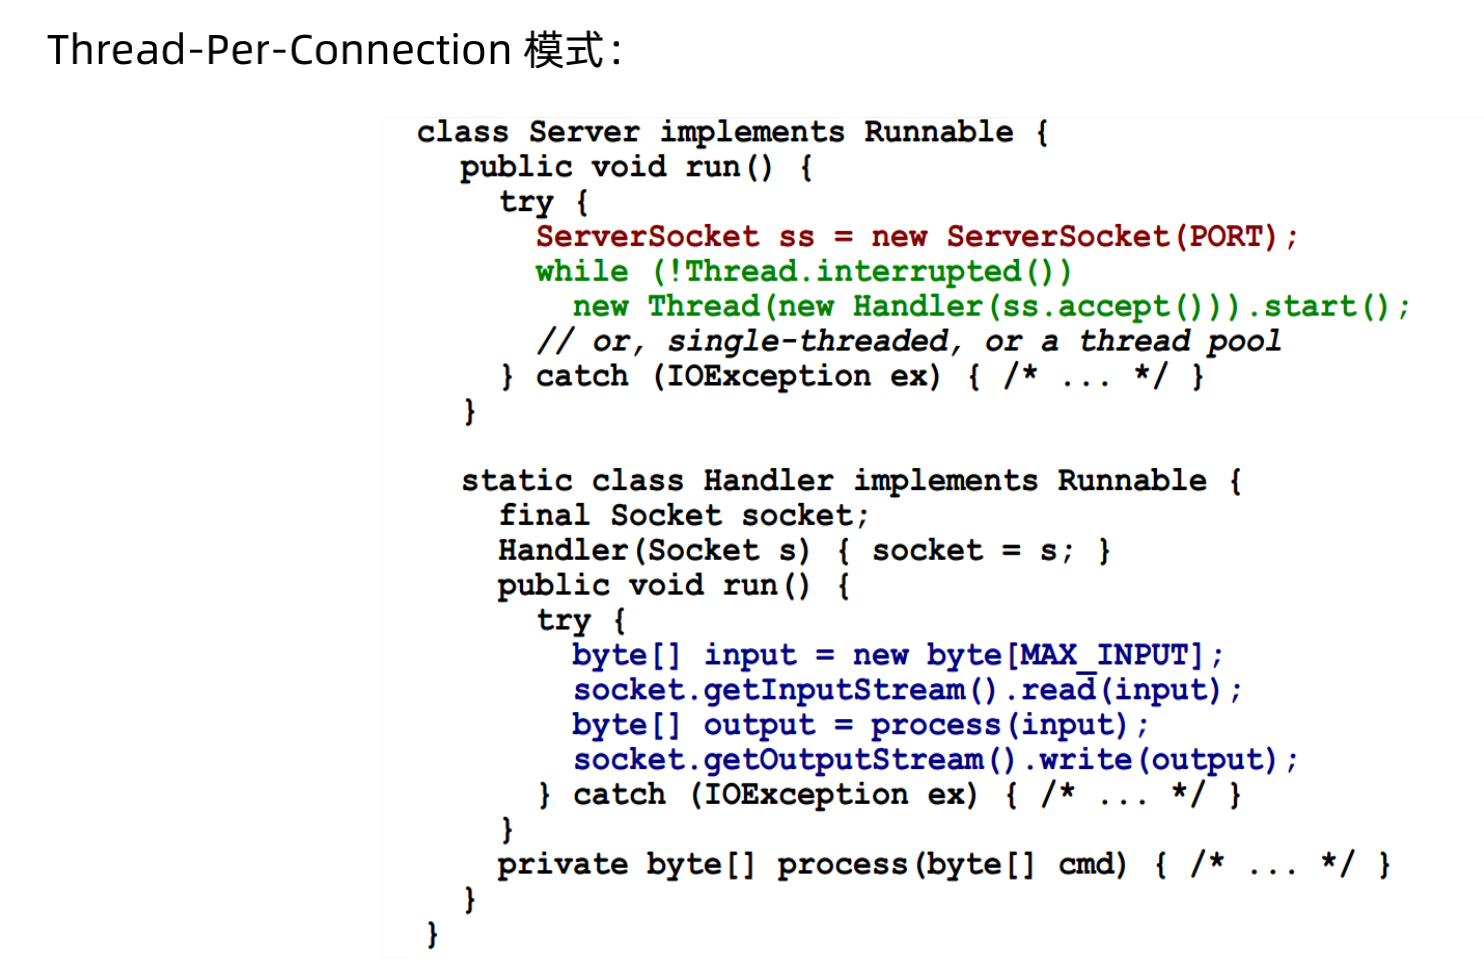 Thread-Per-Connection 模式：
class Server implements Runnable {
public void run() {
try {
ServerSocket ss = new ServerSocket(PORT);
while (!Thread.interrupted())
new Thread(new Handler(ss.accept())).start();
// or, single-threaded, or a thread pool
} catch (IOException ex) { /* ... */ }
}
static class Handler implements Runnable {
final Socket socket;
Handler(Socket s) { socket = s; }
public void run() {
try {
byte[] input = new byte[MAX_INPUT];
socket.getInputStream().read(input);
byte[] output = process(input);
socket.getOutputStream().write(output);
} catch (IOException ex) { /* ... */ }
}
private byte[] process(byte[] cmd) { /* ... */ }
}
}